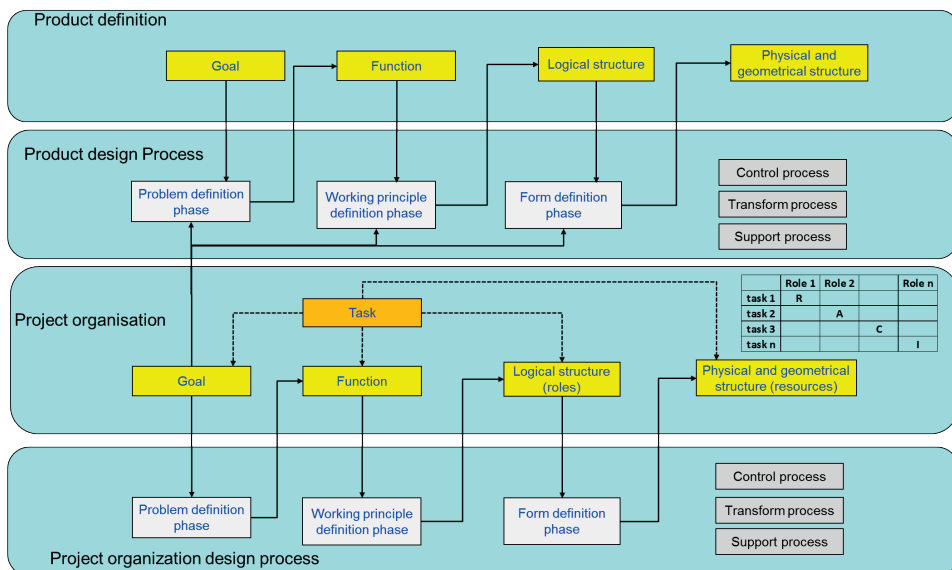 Product definition
Goal
Function
Logical structure
Physical and
geometrical structure
Product design Process
Problem definition
phase
Working principle
definition phase
Form definition
phase
Control process
Transform process
Support process
Project organisation
Task
Role 1 Role 2 Role n
task 1 R
task 2 A
task 3 C
task n I
Goal
Function
Logical structure
(roles)
Physical and geometrical
structure (resources)
Problem definition
phase
Working principle
definition phase
Form definition
phase
Control process
Transform process
Support process
Project organization design process